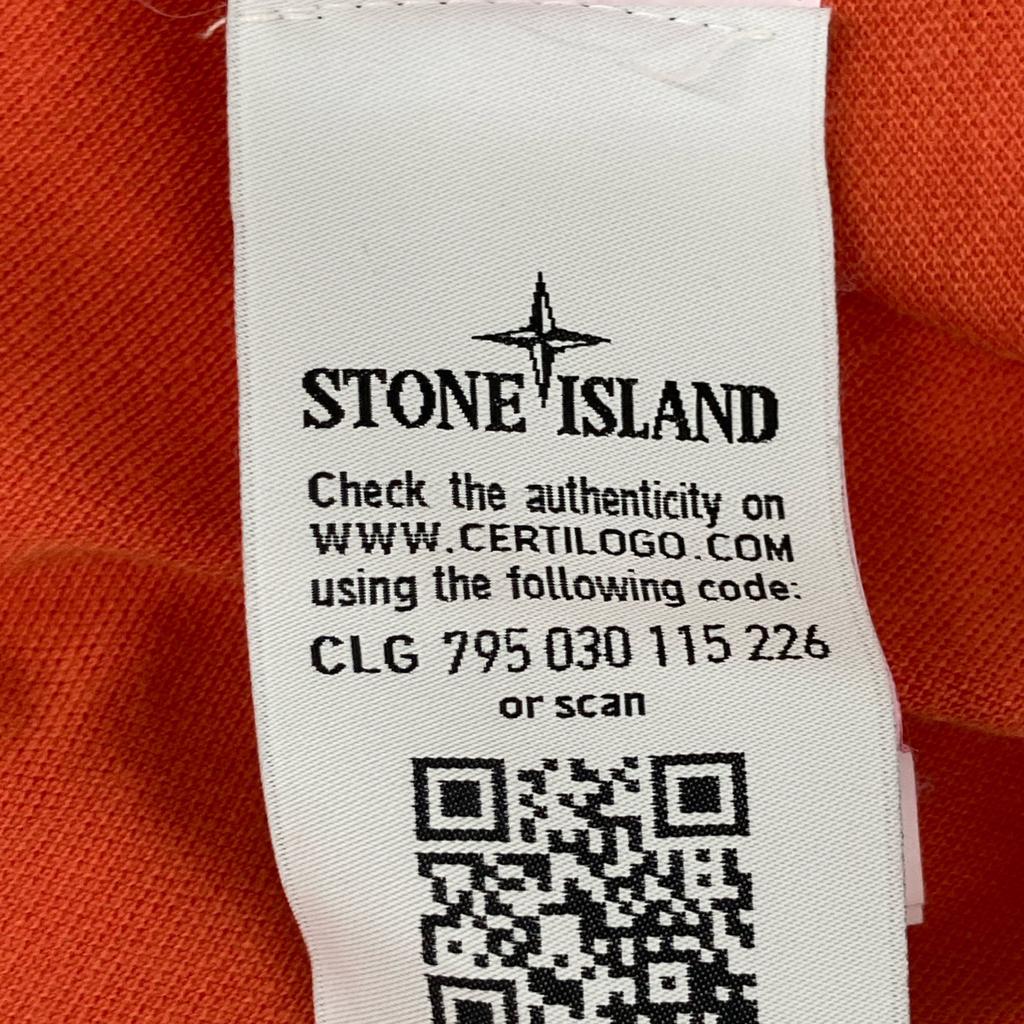 STONE ISLAND
Check the authenticity on
WWW.CERTILOGO.COM
using the following code:
CLG 795 030 115 226
or scan